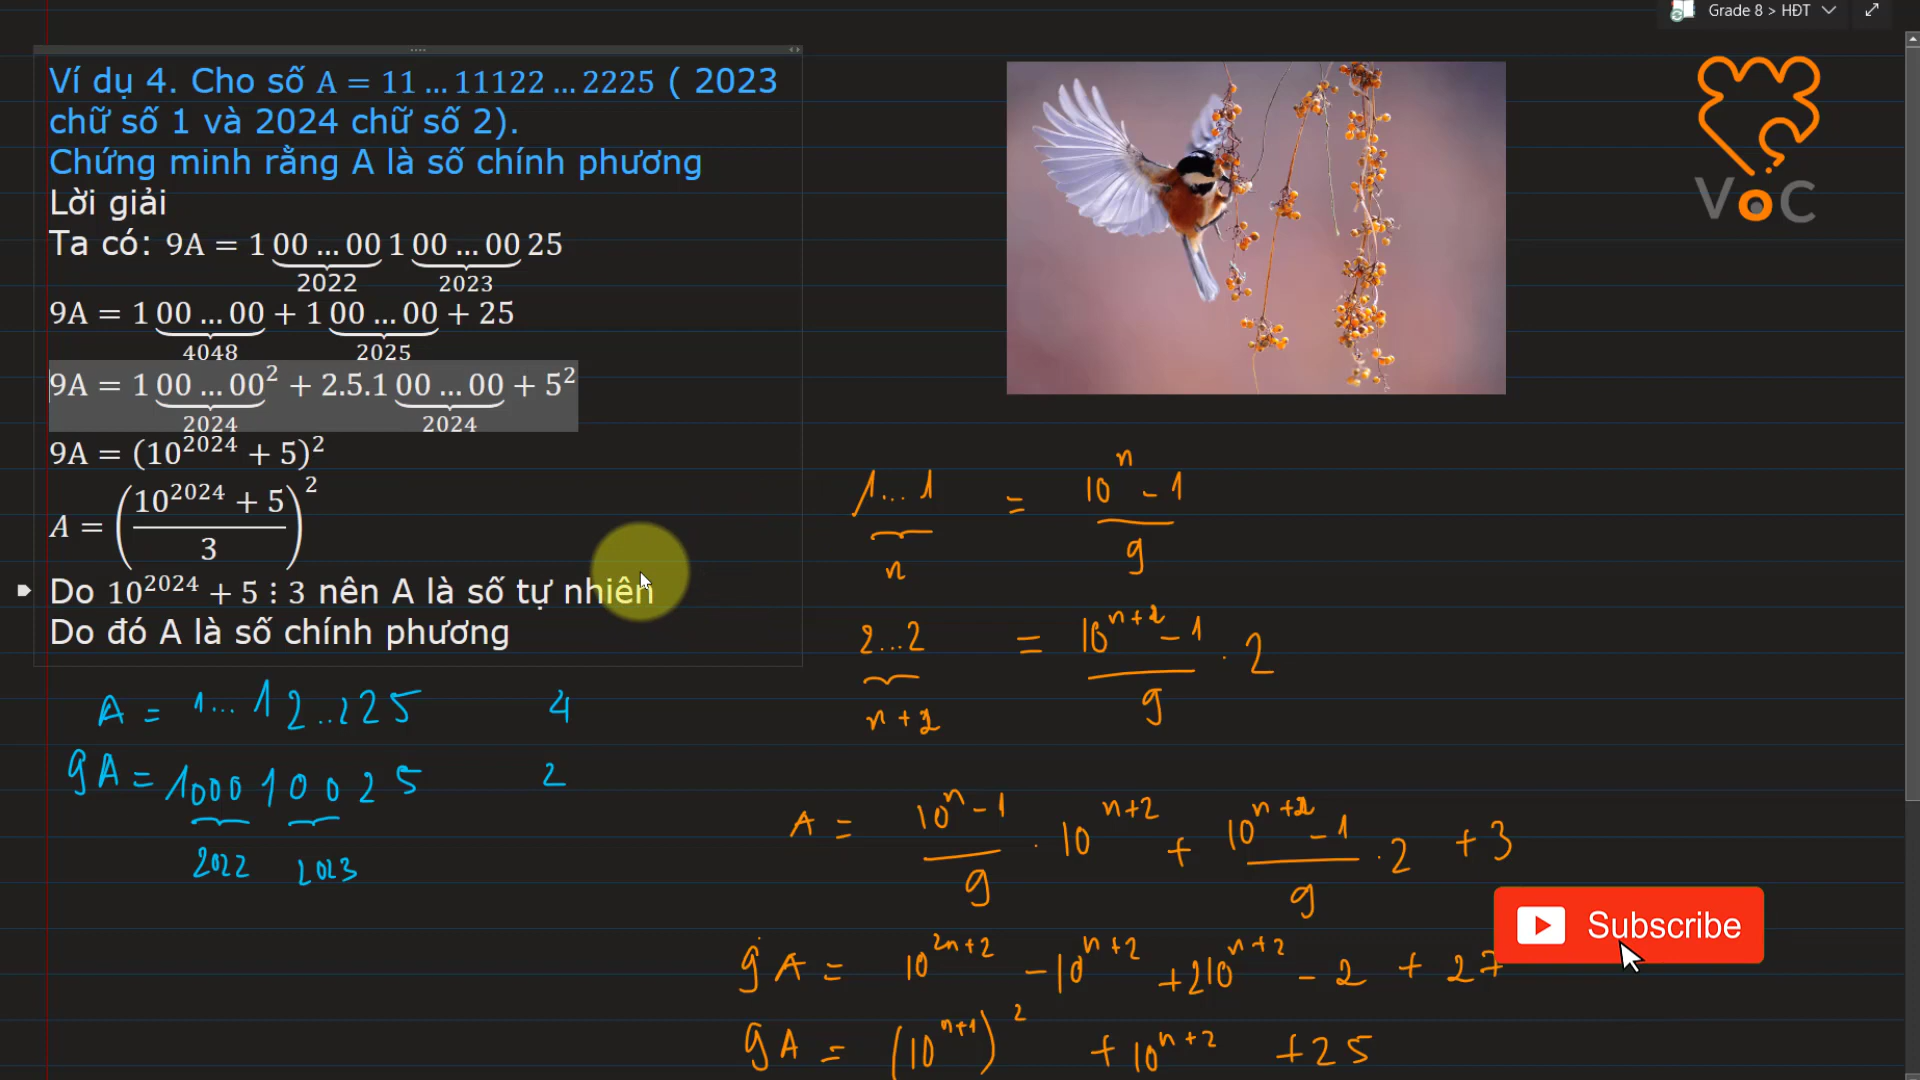 Grade 8 > HĐT
Ví dụ 4. Cho số A = 11 ... 11122 ... 2225 ( 2023
chữ số 1 và 2024 chữ số 2).
Chứng minh rằng A là số chính phương
Lời giải
Ta có: 9A = 1 00 ... 00 1 00 ... 00 25
2022 2023
9A = 1 00 ... 00 + 1 00 ... 00 + 25
4048 2025
9A = 1 00 ... 00² + 2.5.1 00 ... 00 + 5²
2024 2024
9A = (10²⁰²⁴ + 5)²
A = ((10²⁰²⁴ + 5)/3)²
Do 10²⁰²⁴ + 5 ⋮ 3 nên A là số tự nhiên
Do đó A là số chính phương
A = 1...1 2...225 4
9A = 1000 1 0 0 2 5 2
2022 2023
VoC
1...1 = (10ⁿ - 1)/9
n
2...2 = (10ⁿ⁺² - 1)/9 . 2
n + 2
A = (10ⁿ - 1)/9 . 10ⁿ⁺² + (10ⁿ⁺² - 1)/9 . 2 + 3
9A = 10²ⁿ⁺² - 10ⁿ⁺² + 2 10ⁿ⁺² - 2 + 27
9A = (10ⁿ⁺¹)² + 10ⁿ⁺² + 25
Subscribe